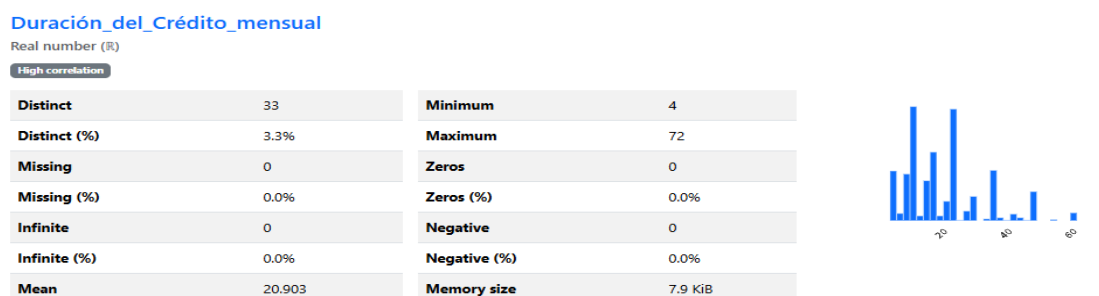 Duración_del_Crédito_mensual
Real number (ℝ)
High correlation
Distinct 33
Distinct (%) 3.3%
Missing 0
Missing (%) 0.0%
Infinite 0
Infinite (%) 0.0%
Mean 20.903
Minimum 4
Maximum 72
Zeros 0
Zeros (%) 0.0%
Negative 0
Negative (%) 0.0%
Memory size 7.9 KiB
20 40 60